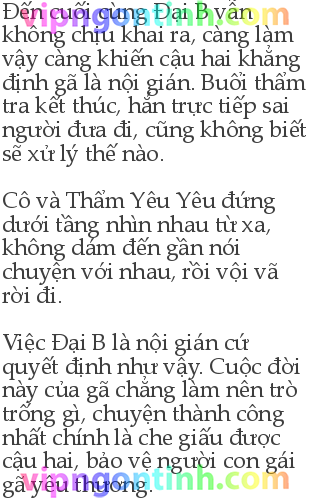 vipngontinh.com
Đến cuối cùng Đại B vẫn
không chịu khai ra, càng làm
vậy càng khiến cậu hai khẳng
định gã là nội gián. Buổi thẩm
tra kết thúc, hắn trực tiếp sai
người đưa đi, cũng không biết
sẽ xử lý thế nào.
Cô và Thẩm Yêu Yêu đứng
dưới tầng nhìn nhau từ xa,
không dám đến gần nói
chuyện với nhau, rồi vội vã
rời đi.
Việc Đại B là nội gián cứ
quyết định như vậy. Cuộc đời
này của gã chẳng làm nên trò
trống gì, chuyện thành công
nhất chính là che giấu được
cậu hai, bảo vệ người con gái
gã yêu thương.
vipngontinh.com